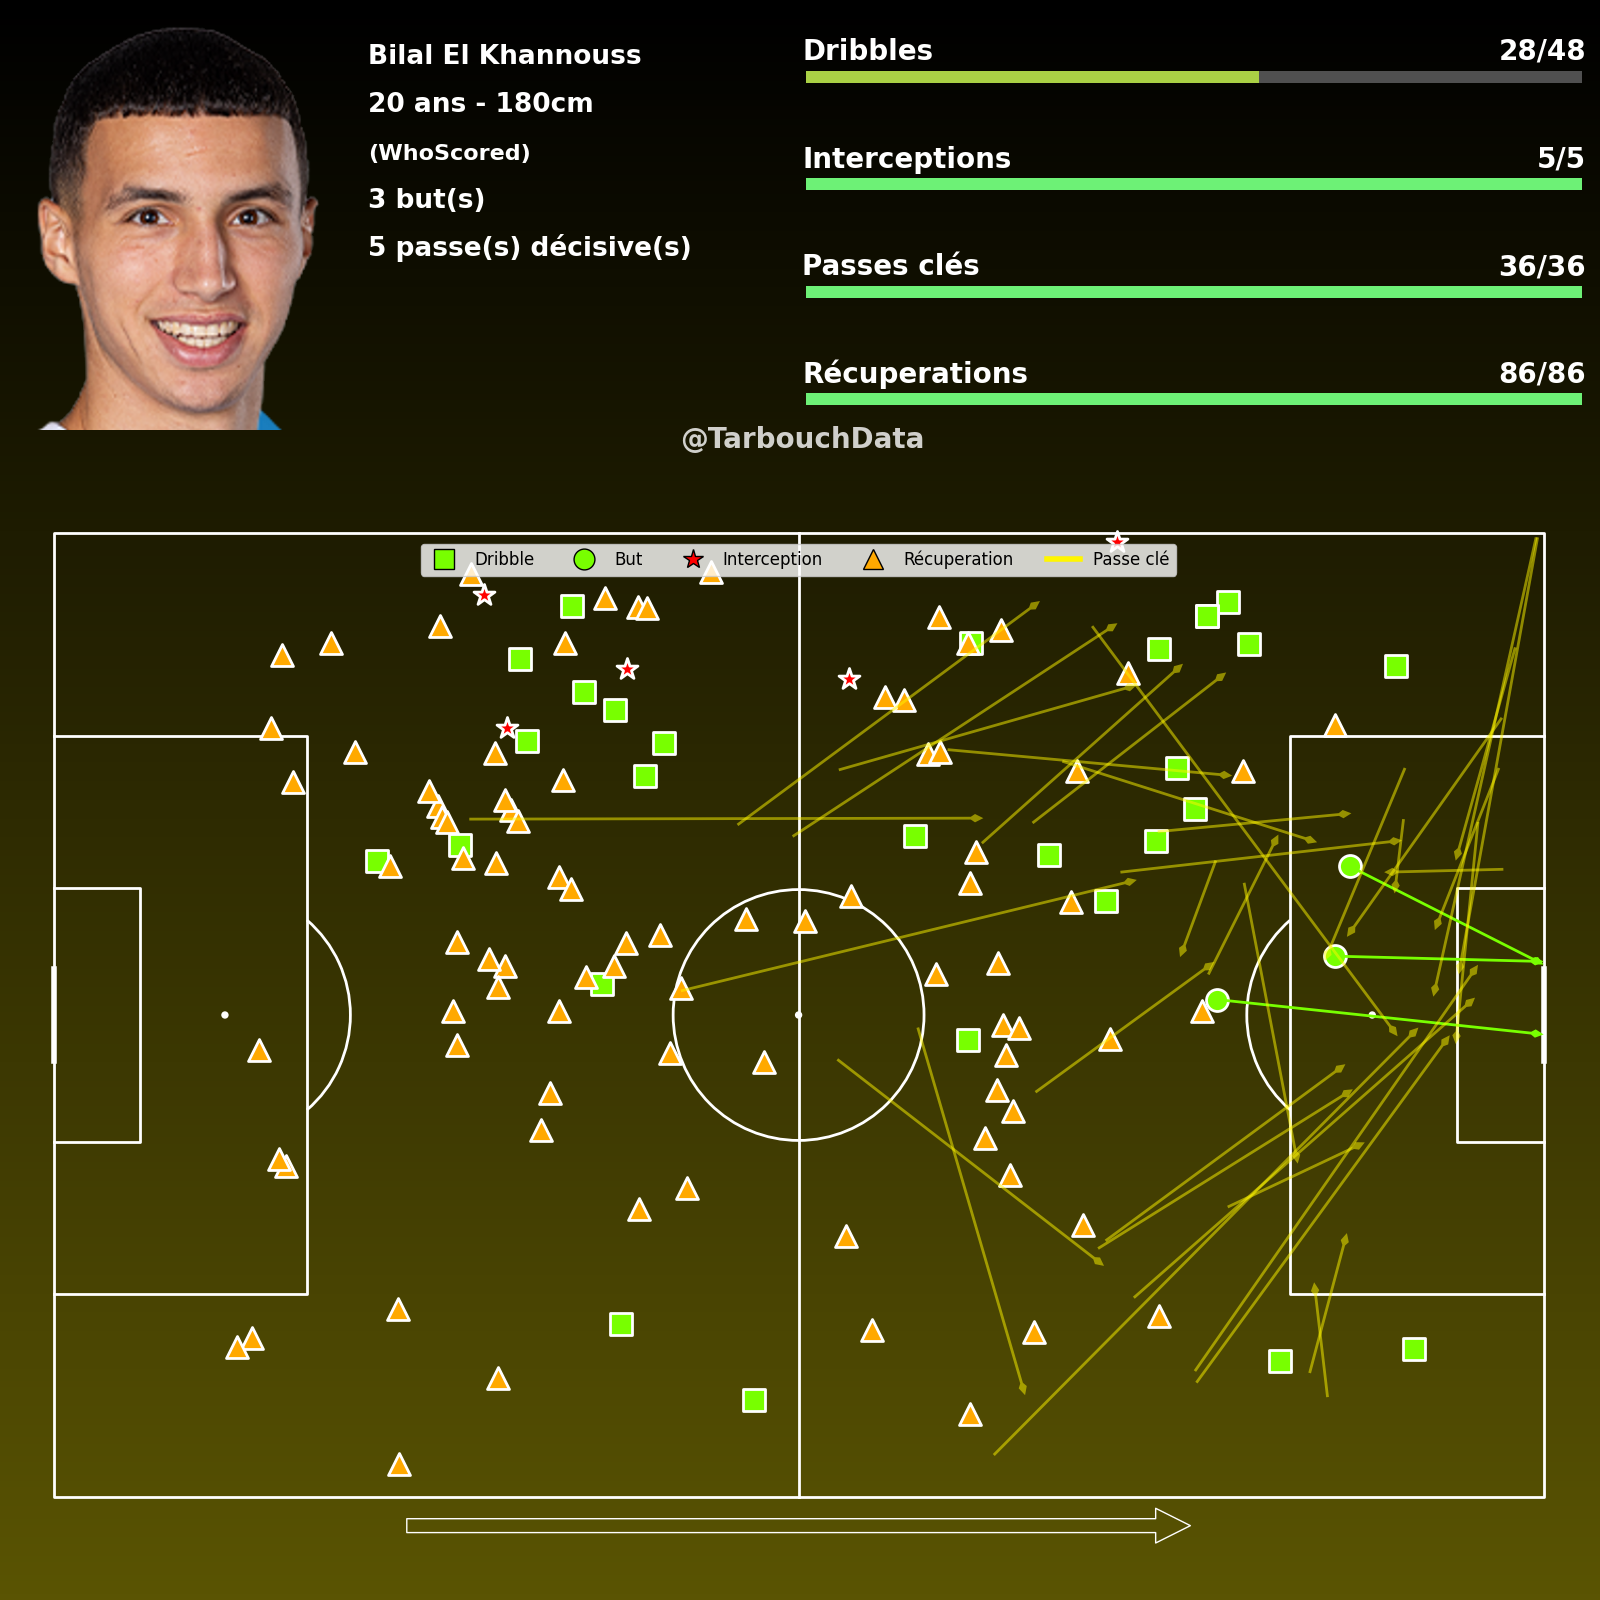 Bilal El Khannouss
20 ans - 180cm
(WhoScored)
3 but(s)
5 passe(s) décisive(s)
Dribbles 28/48
Interceptions 5/5
Passes clés 36/36
Récuperations 86/86
@TarbouchData
Dribble But Interception Récuperation Passe clé